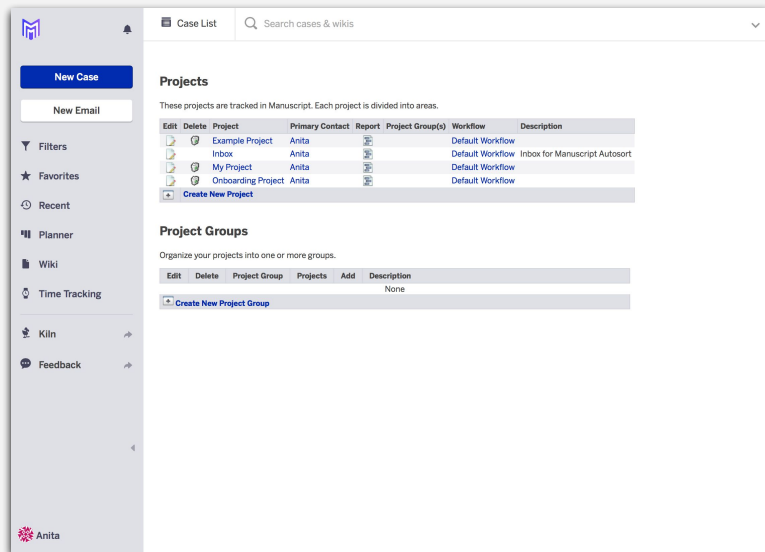 Case List
Search cases & wikis
New Case
New Email
Filters
Favorites
Recent
Planner
Wiki
Time Tracking
Kiln
Feedback
Anita
Projects
These projects are tracked in Manuscript. Each project is divided into areas.
Edit Delete Project Primary Contact Report Project Group(s) Workflow Description
Example Project Anita Default Workflow
Inbox Anita Default Workflow Inbox for Manuscript Autosort
My Project Anita Default Workflow
Onboarding Project Anita Default Workflow
Create New Project
Project Groups
Organize your projects into one or more groups.
Edit Delete Project Group Projects Add Description
None
Create New Project Group